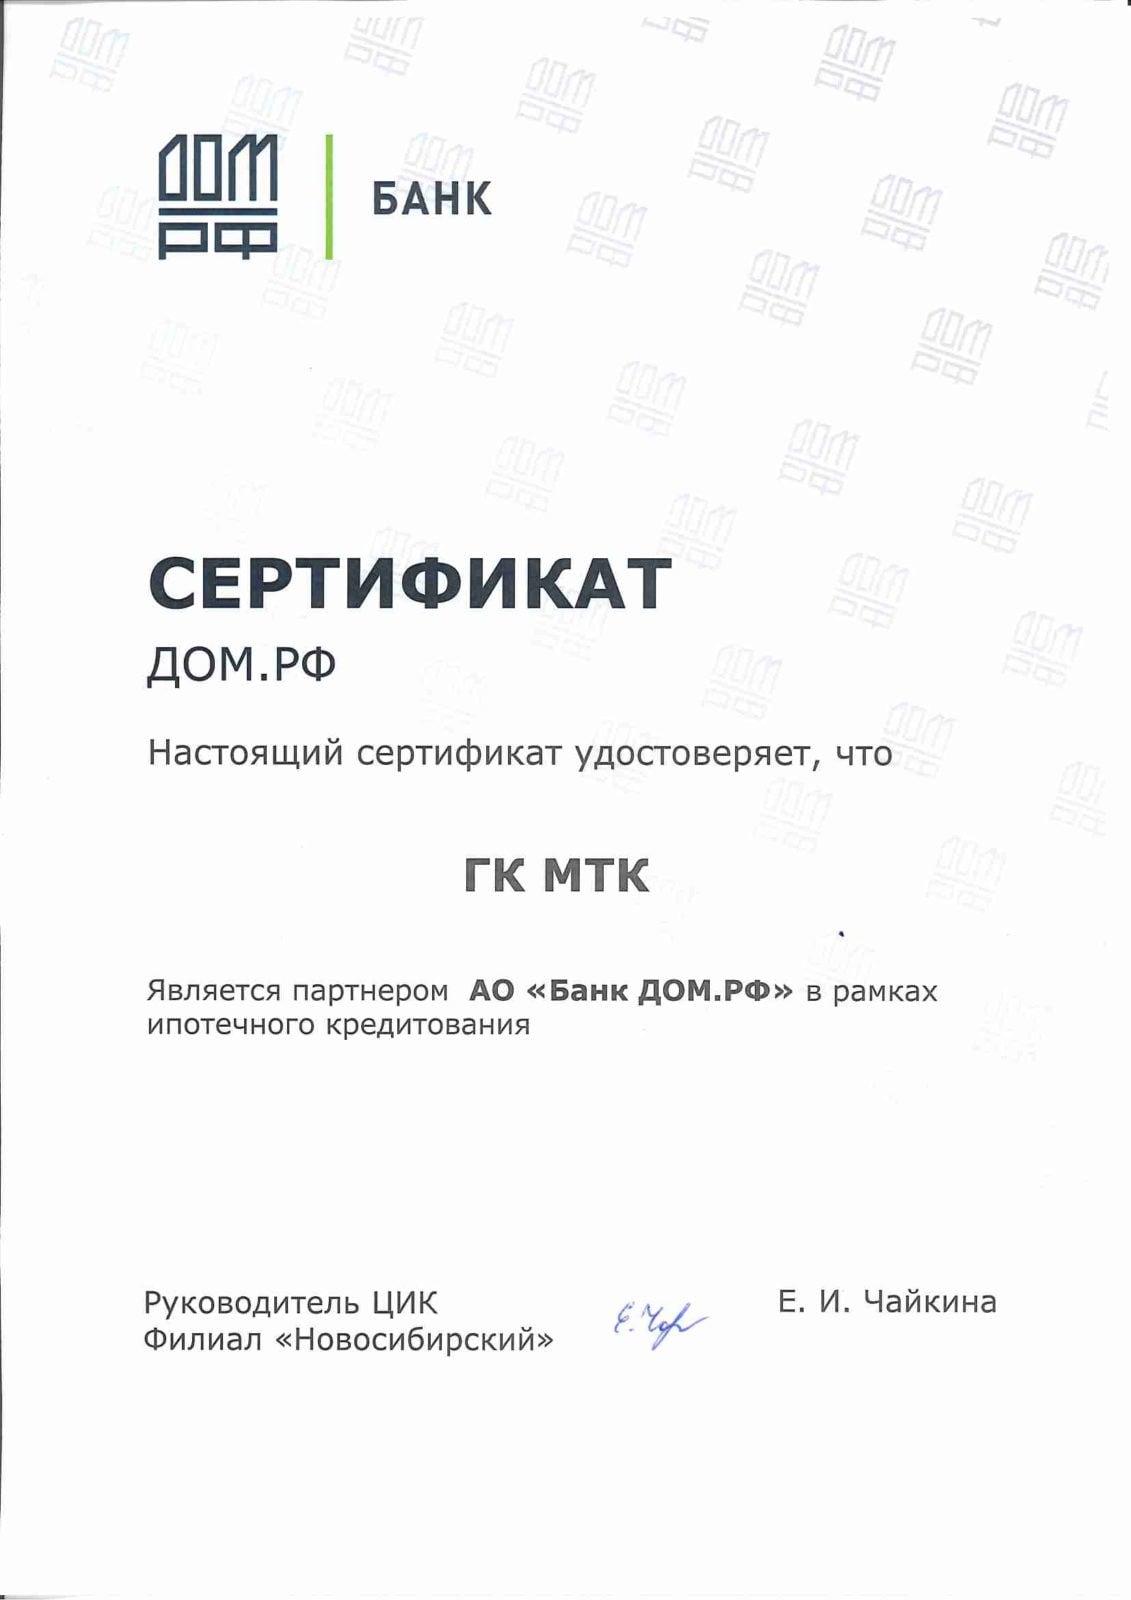 ДОМ
РФ
БАНК
СЕРТИФИКАТ
ДОМ.РФ
Настоящий сертификат удостоверяет, что
ГК МТК
Является партнером АО «Банк ДОМ.РФ» в рамках
ипотечного кредитования
Руководитель ЦИК
Филиал «Новосибирский»
Е. И. Чайкина